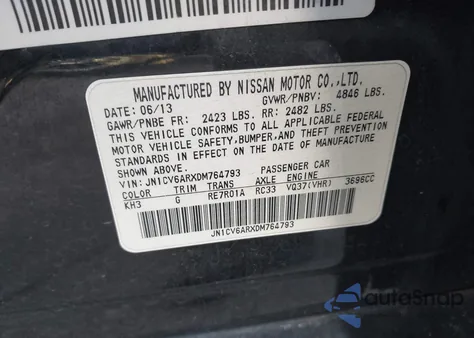 MANUFACTURED BY NISSAN MOTOR CO.,LTD.
DATE: 06/13 GVWR/PNBV: 4846 LBS.
GAWR/PNBE FR: 2423 LBS. RR: 2482 LBS.
THIS VEHICLE CONFORMS TO ALL APPLICABLE FEDERAL
MOTOR VEHICLE SAFETY, BUMPER, AND THEFT PREVENTION
STANDARDS IN EFFECT ON THE DATE OF MANUFACTURE
SHOWN ABOVE.
VIN: JN1CV6ARXDM764793 PASSENGER CAR
COLOR TRIM TRANS AXLE ENGINE
KH3 G RE7R01A RC33 VQ37(VHR) 3696CC
JN1CV6ARXDM764793
autoSnap